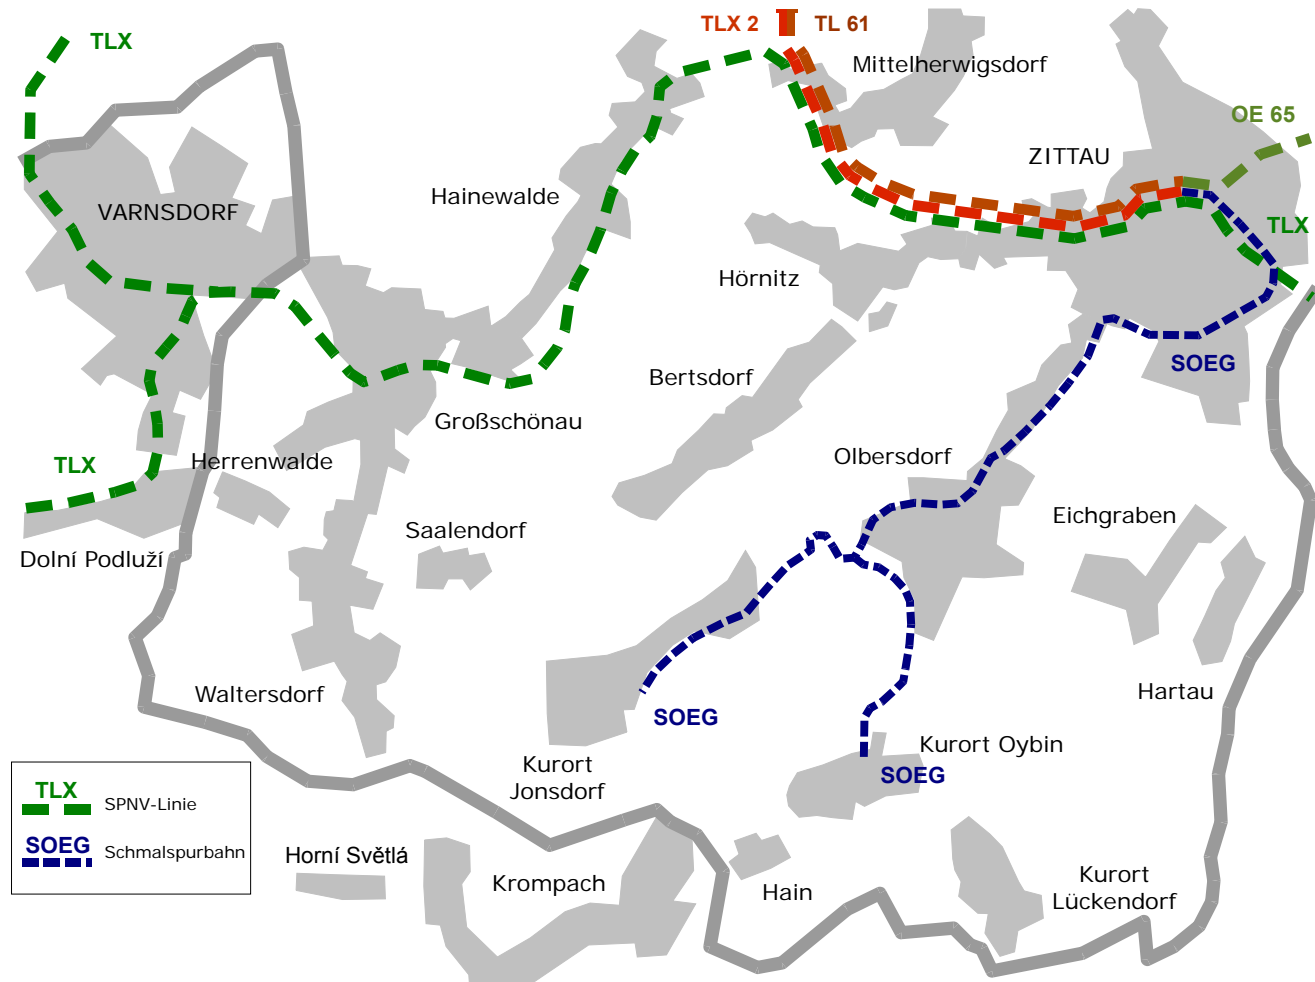 TLX 2
TL 61
TLX
Mittelherwigsdorf
OE 65
ZITTAU
Hainewalde
VARNSDORF
TLX
Hörnitz
SOEG
Bertsdorf
Großschönau
Olbersdorf
TLX
Herrenwalde
Eichgraben
Saalendorf
Dolní Podluží
Waltersdorf
Hartau
SOEG
Kurort Oybin
Kurort
Jonsdorf
SOEG
TLX
SPNV-Linie
SOEG
Schmalspurbahn
Horní Světlá
Krompach
Hain
Kurort
Lückendorf